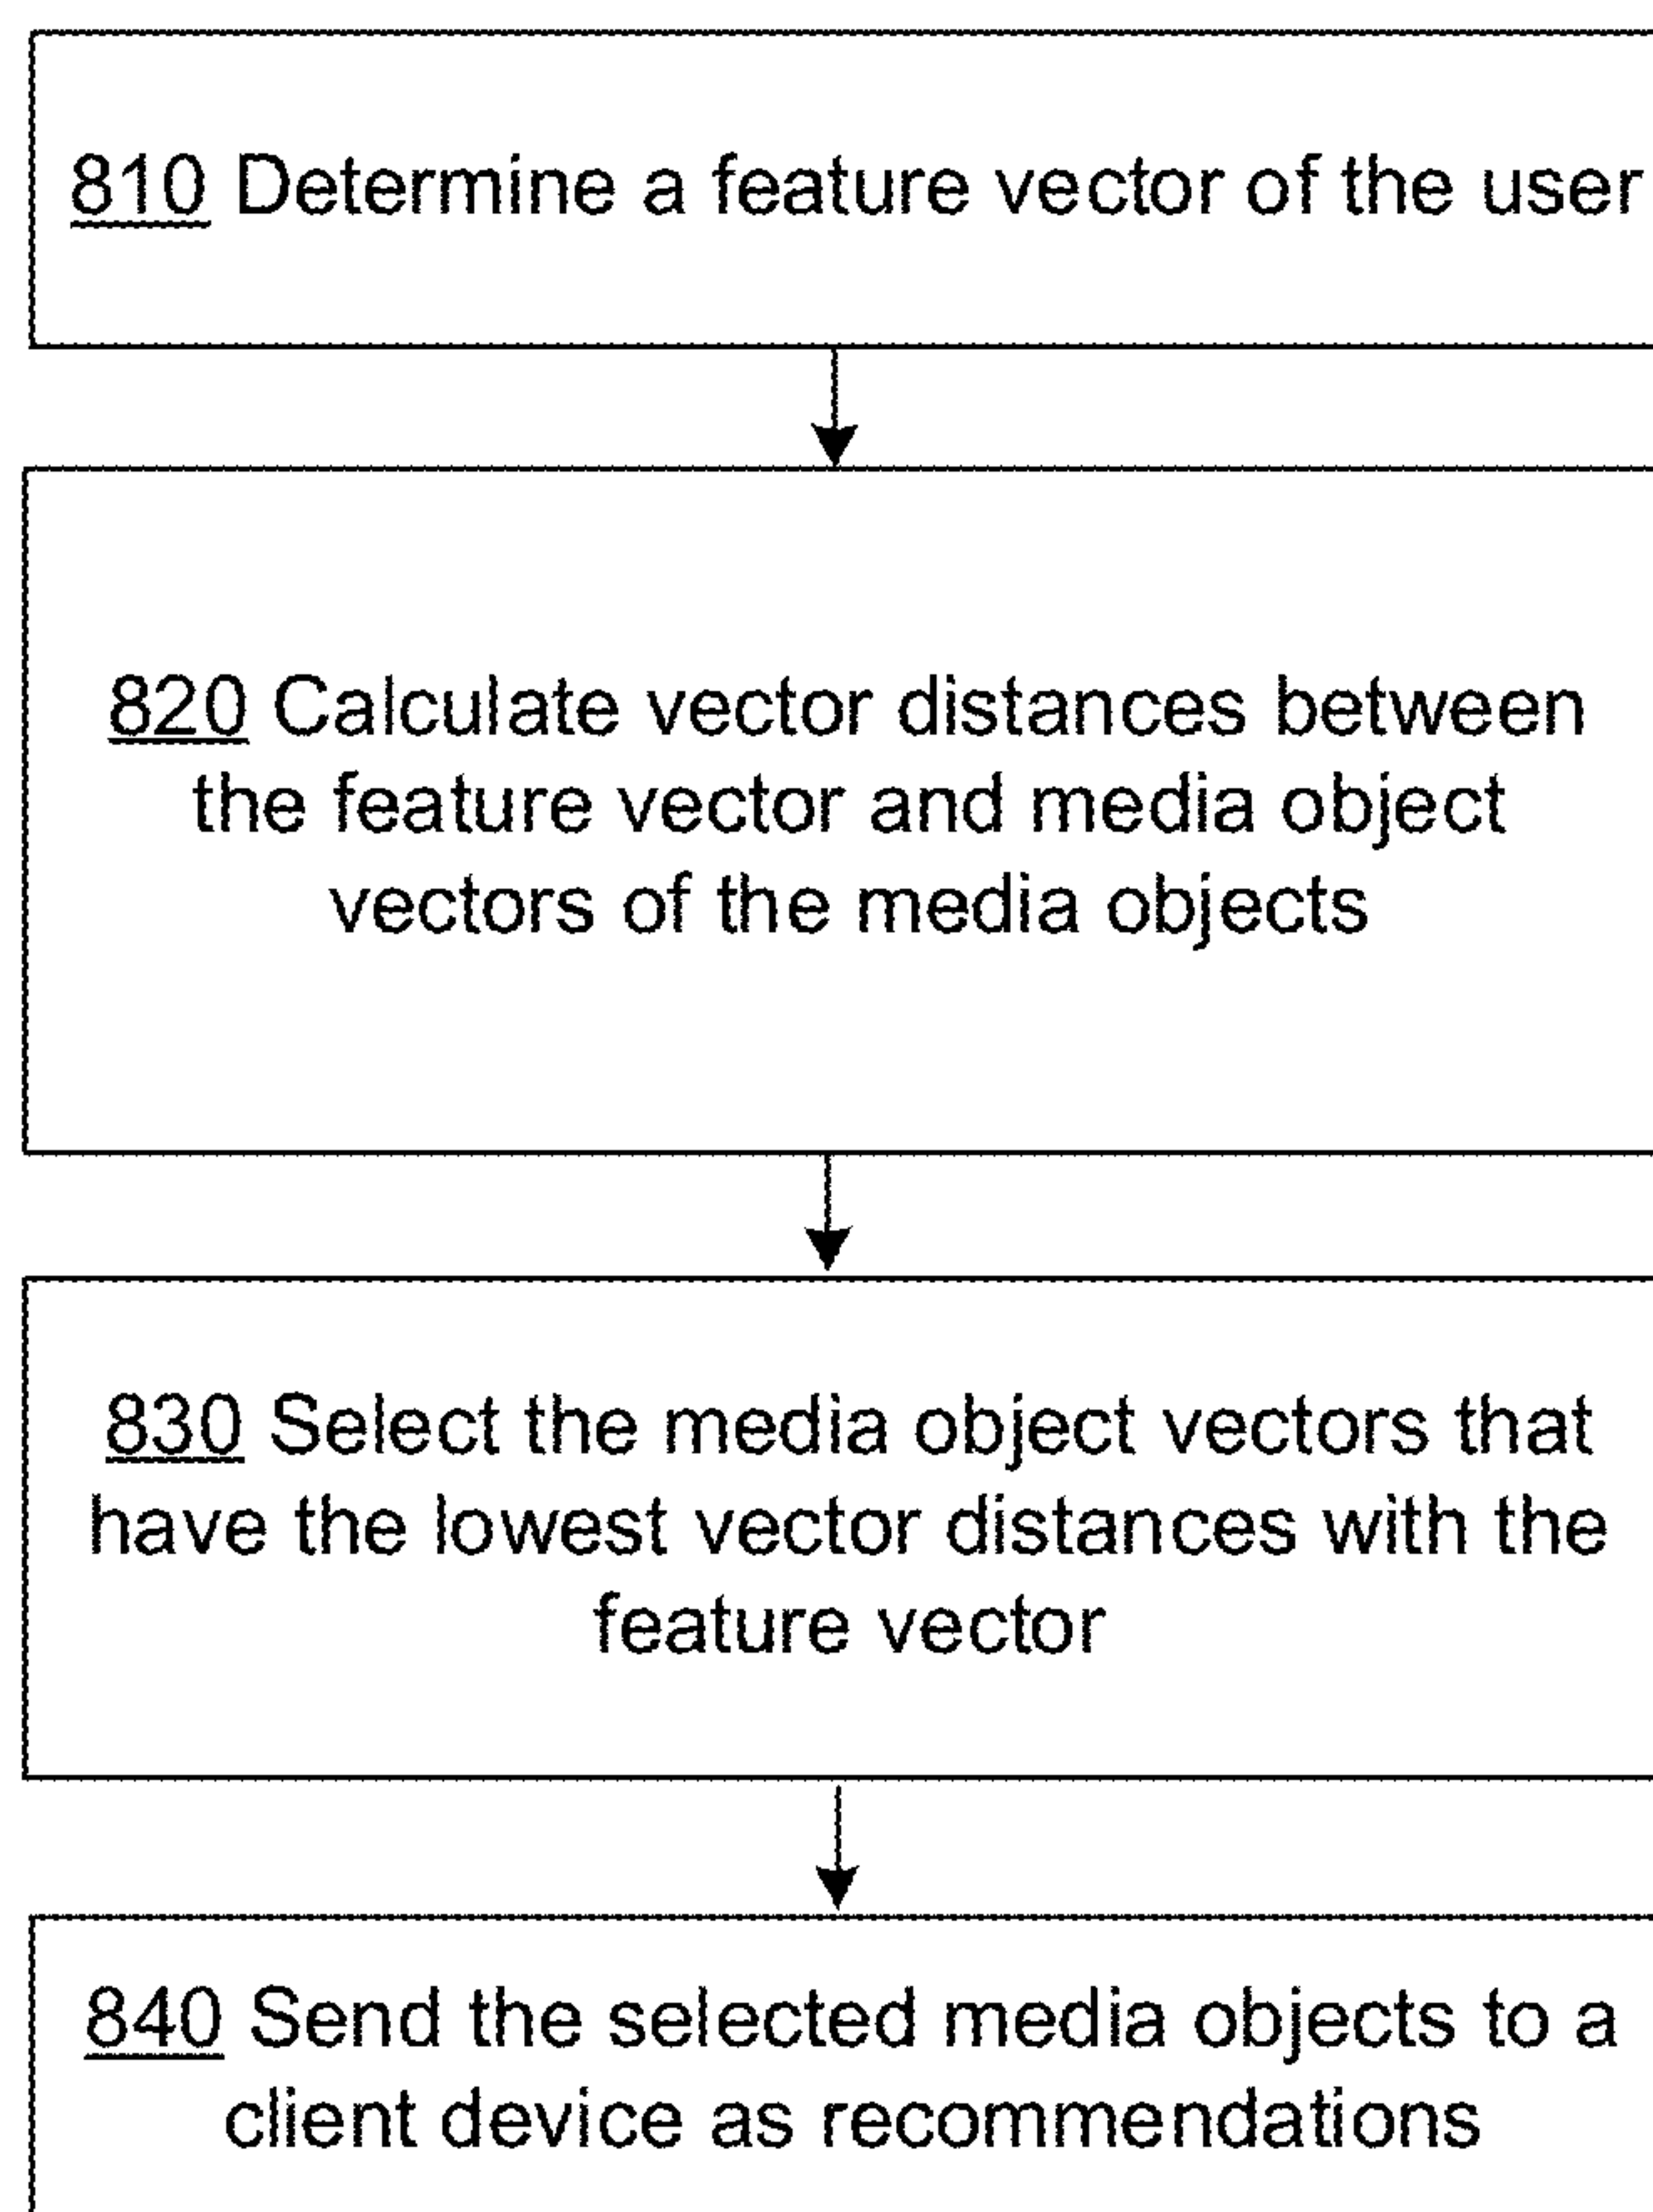 810 Determine a feature vector of the user
820 Calculate vector distances between
the feature vector and media object
vectors of the media objects
830 Select the media object vectors that
have the lowest vector distances with the
feature vector
840 Send the selected media objects to a
client device as recommendations